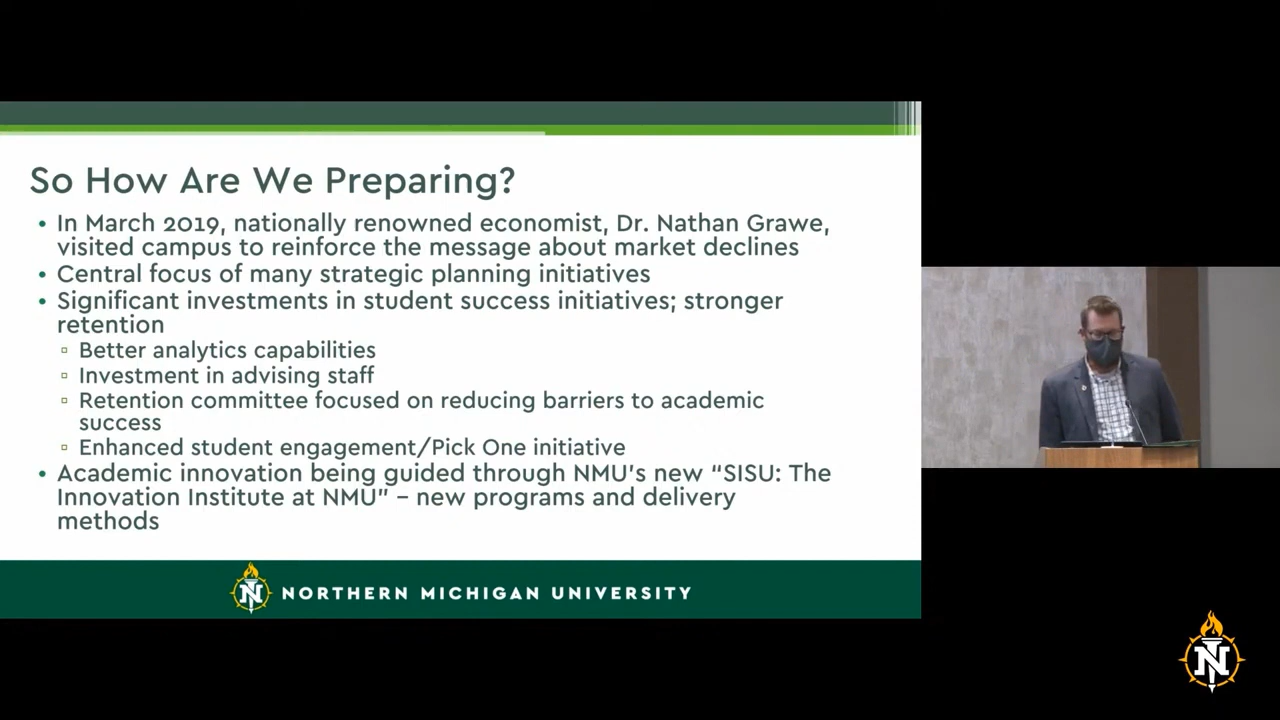 So How Are We Preparing?
• In March 2019, nationally renowned economist, Dr. Nathan Grawe,
visited campus to reinforce the message about market declines
• Central focus of many strategic planning initiatives
• Significant investments in student success initiatives; stronger
retention
▫ Better analytics capabilities
▫ Investment in advising staff
▫ Retention committee focused on reducing barriers to academic
success
▫ Enhanced student engagement/Pick One initiative
• Academic innovation being guided through NMU's new “SISU: The
Innovation Institute at NMU” – new programs and delivery
methods
N NORTHERN MICHIGAN UNIVERSITY
N